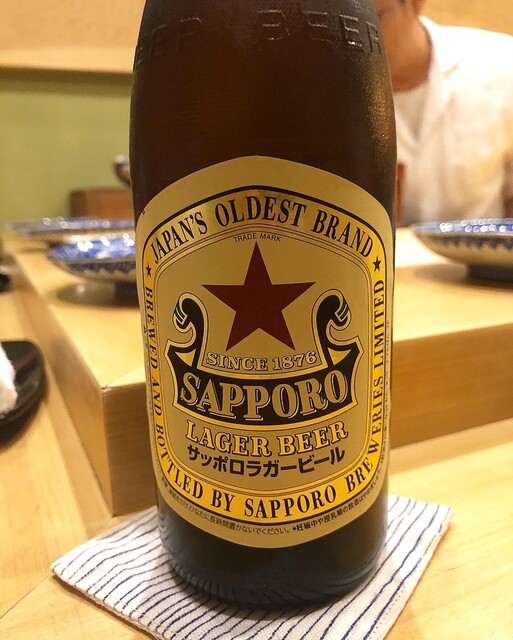 BEER
JAPAN'S OLDEST BRAND
TRADE MARK
SINCE 1876
SAPPORO
LAGER BEER
サッポロラガービール
BREWED AND BOTTLED BY SAPPORO BREWERIES LIMITED